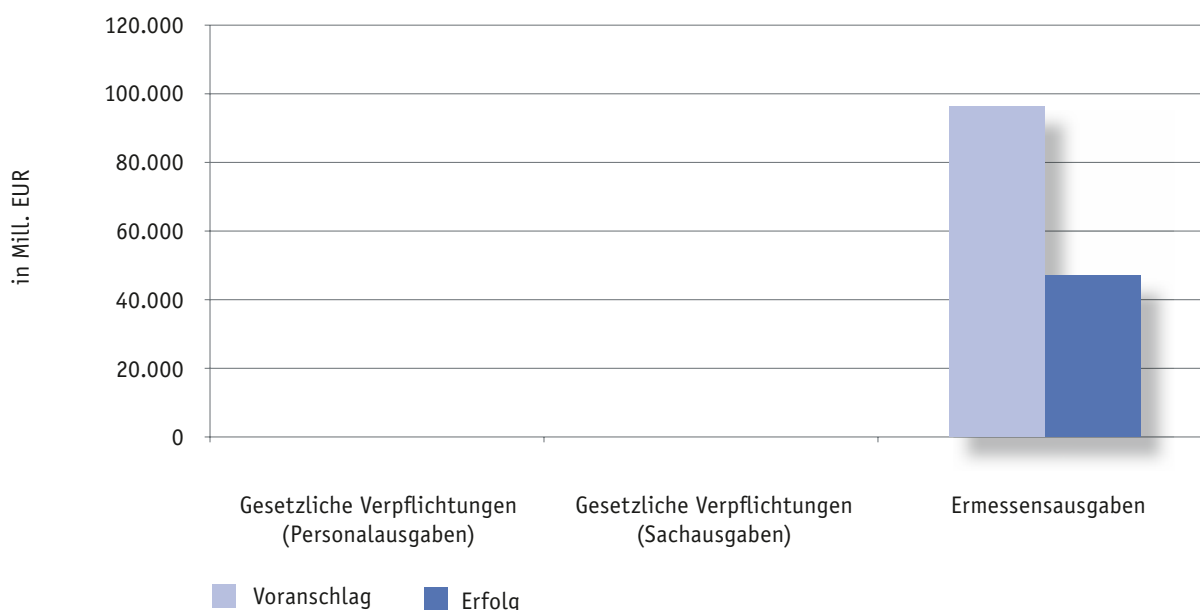 120.000
100.000
80.000
60.000
40.000
20.000
0
in Mill. EUR
Gesetzliche Verpflichtungen
(Personalausgaben)
Gesetzliche Verpflichtungen
(Sachausgaben)
Ermessensausgaben
Voranschlag
Erfolg